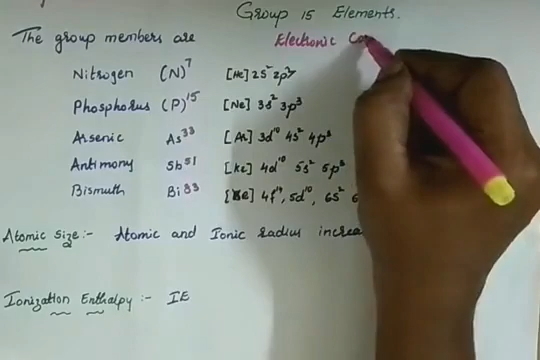 Group 15 Elements.
The group members are Electronic Co
Nitrogen (N)⁷ [He] 2s² 2p³
Phosphorus (P)¹⁵ [Ne] 3s² 3p³
Arsenic As³³ [Ar] 3d¹⁰ 4s² 4p³
Antimony Sb⁵¹ [Kr] 4d¹⁰ 5s² 5p³
Bismuth Bi⁸³ [Xe] 4f¹⁴, 5d¹⁰, 6s² 6
Atomic Size:- Atomic and Ionic radius increa
Ionization Enthalpy:- IE